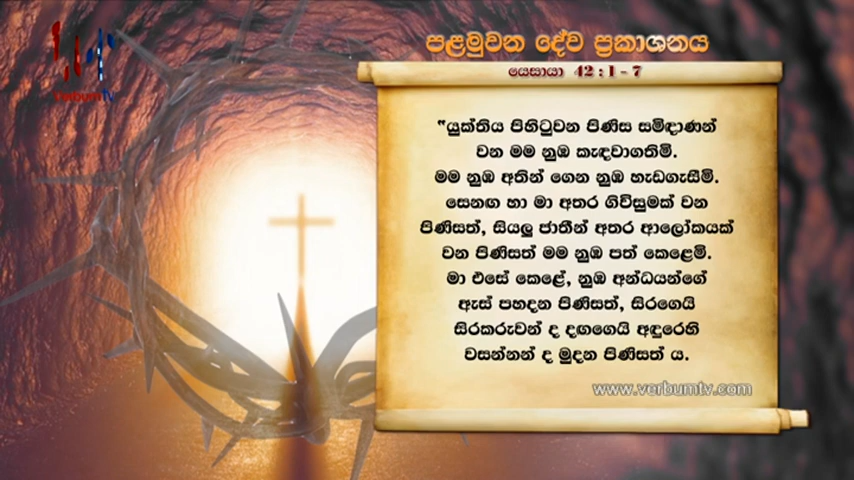 පළමුවන දේව ප්‍රකාශනය
යෙසායා 42 : 1 - 7
"යුක්තිය පිහිටුවන පිණිස සමිඳාණන්
වන මම නුඹ කැඳවාගතිමි.
මම නුඹ අතින් ගෙන නුඹ හැඩගැසීමි.
සෙනඟ හා මා අතර ගිවිසුමක් වන
පිණිසත්, සියලු ජාතීන් අතර ආලෝකයක්
වන පිණිසත් මම නුඹ පත් කෙළෙමි.
මා එසේ කෙළේ, නුඹ අන්ධයන්ගේ
ඇස් පහදන පිණිසත්, සිරගෙයි
සිරකරුවන් ද දඟගෙයි අඳුරෙහි
වසන්නන් ද මුදන පිණිසත් ය.
www.verbumtv.com
VerbumTV